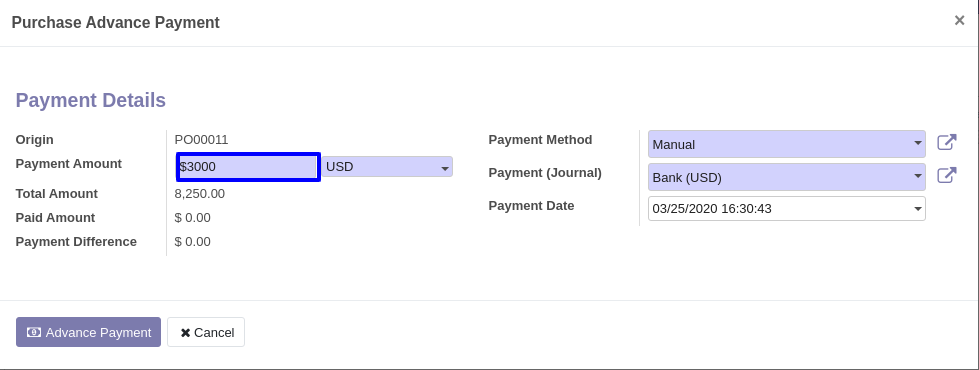 Purchase Advance Payment ×
Payment Details
Origin PO00011
Payment Amount $3000 USD
Total Amount 8,250.00
Paid Amount $ 0.00
Payment Difference $ 0.00
Payment Method Manual
Payment (Journal) Bank (USD)
Payment Date 03/25/2020 16:30:43
Advance Payment ✖ Cancel